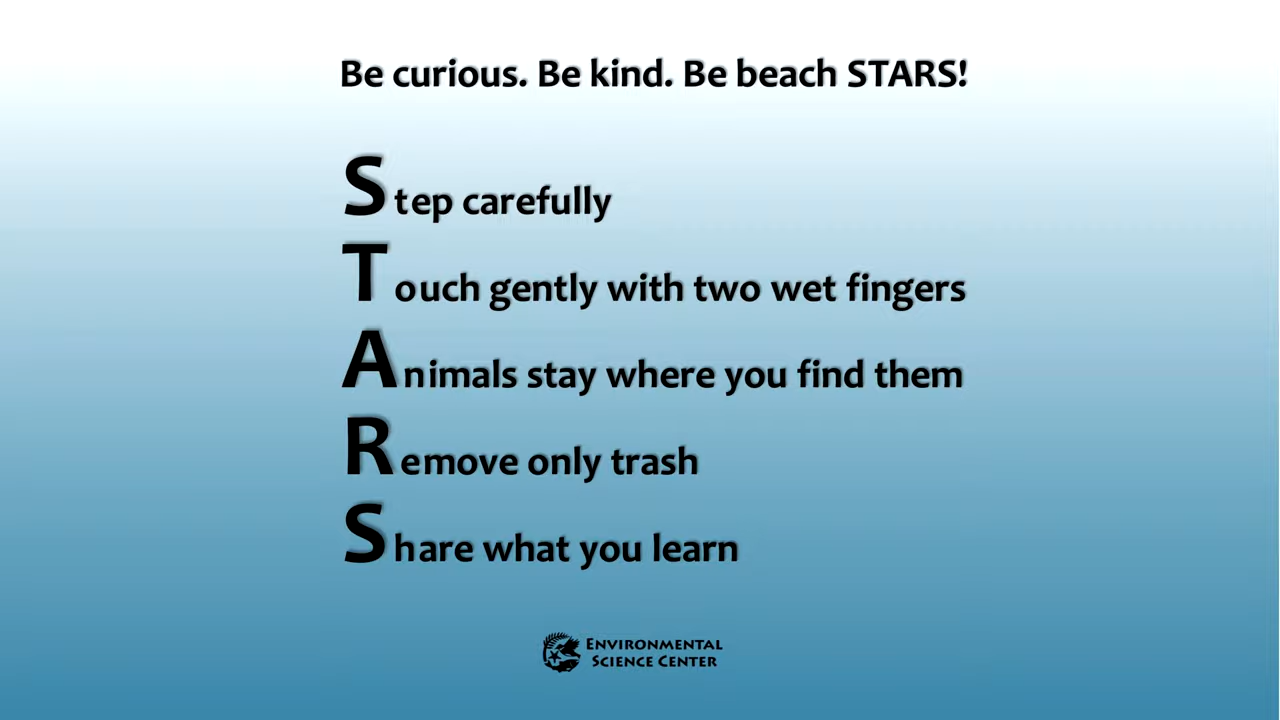 Be curious. Be kind. Be beach STARS!
Step carefully
Touch gently with two wet fingers
Animals stay where you find them
Remove only trash
Share what you learn
ENVIRONMENTAL
SCIENCE CENTER